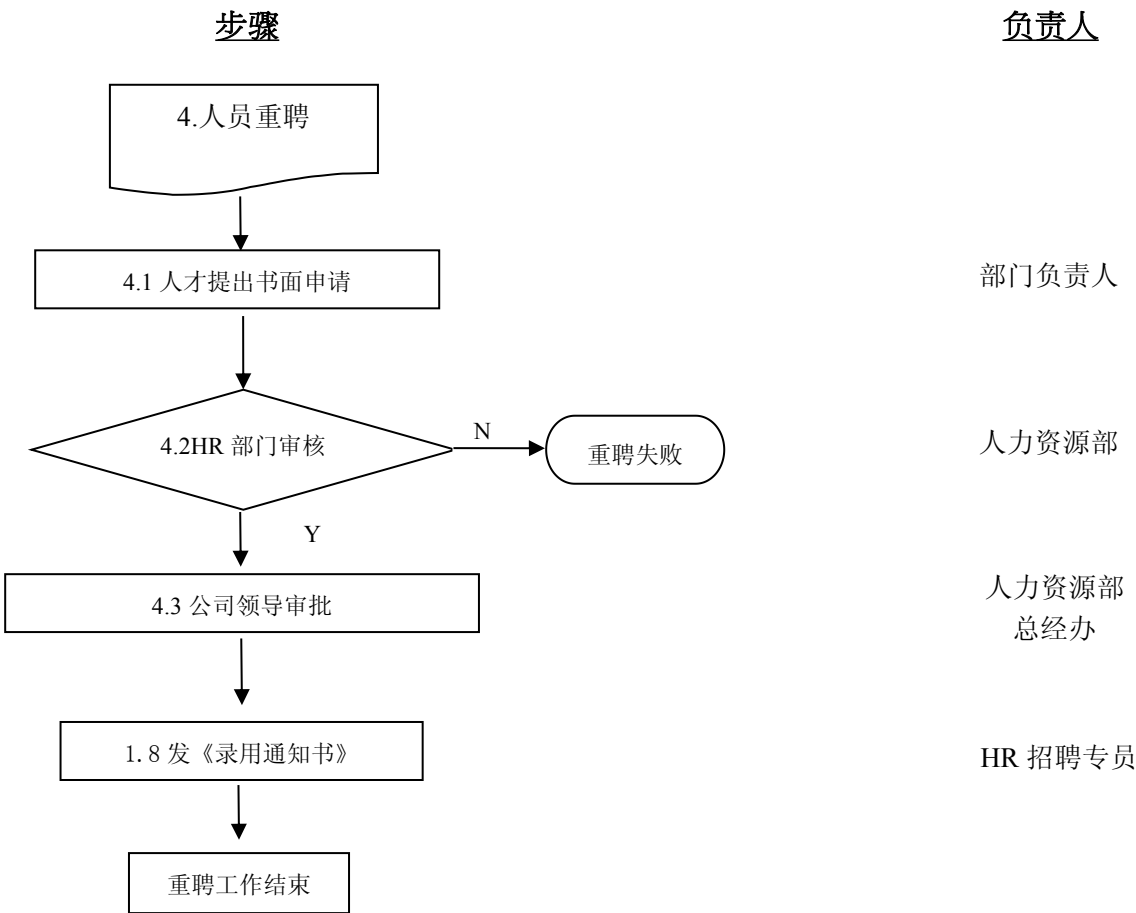 步骤
负责人
4.人员重聘
4.1 人才提出书面申请
部门负责人
4.2HR 部门审核
N
重聘失败
人力资源部
Y
4.3 公司领导审批
人力资源部
总经办
1.8 发《录用通知书》
HR 招聘专员
重聘工作结束